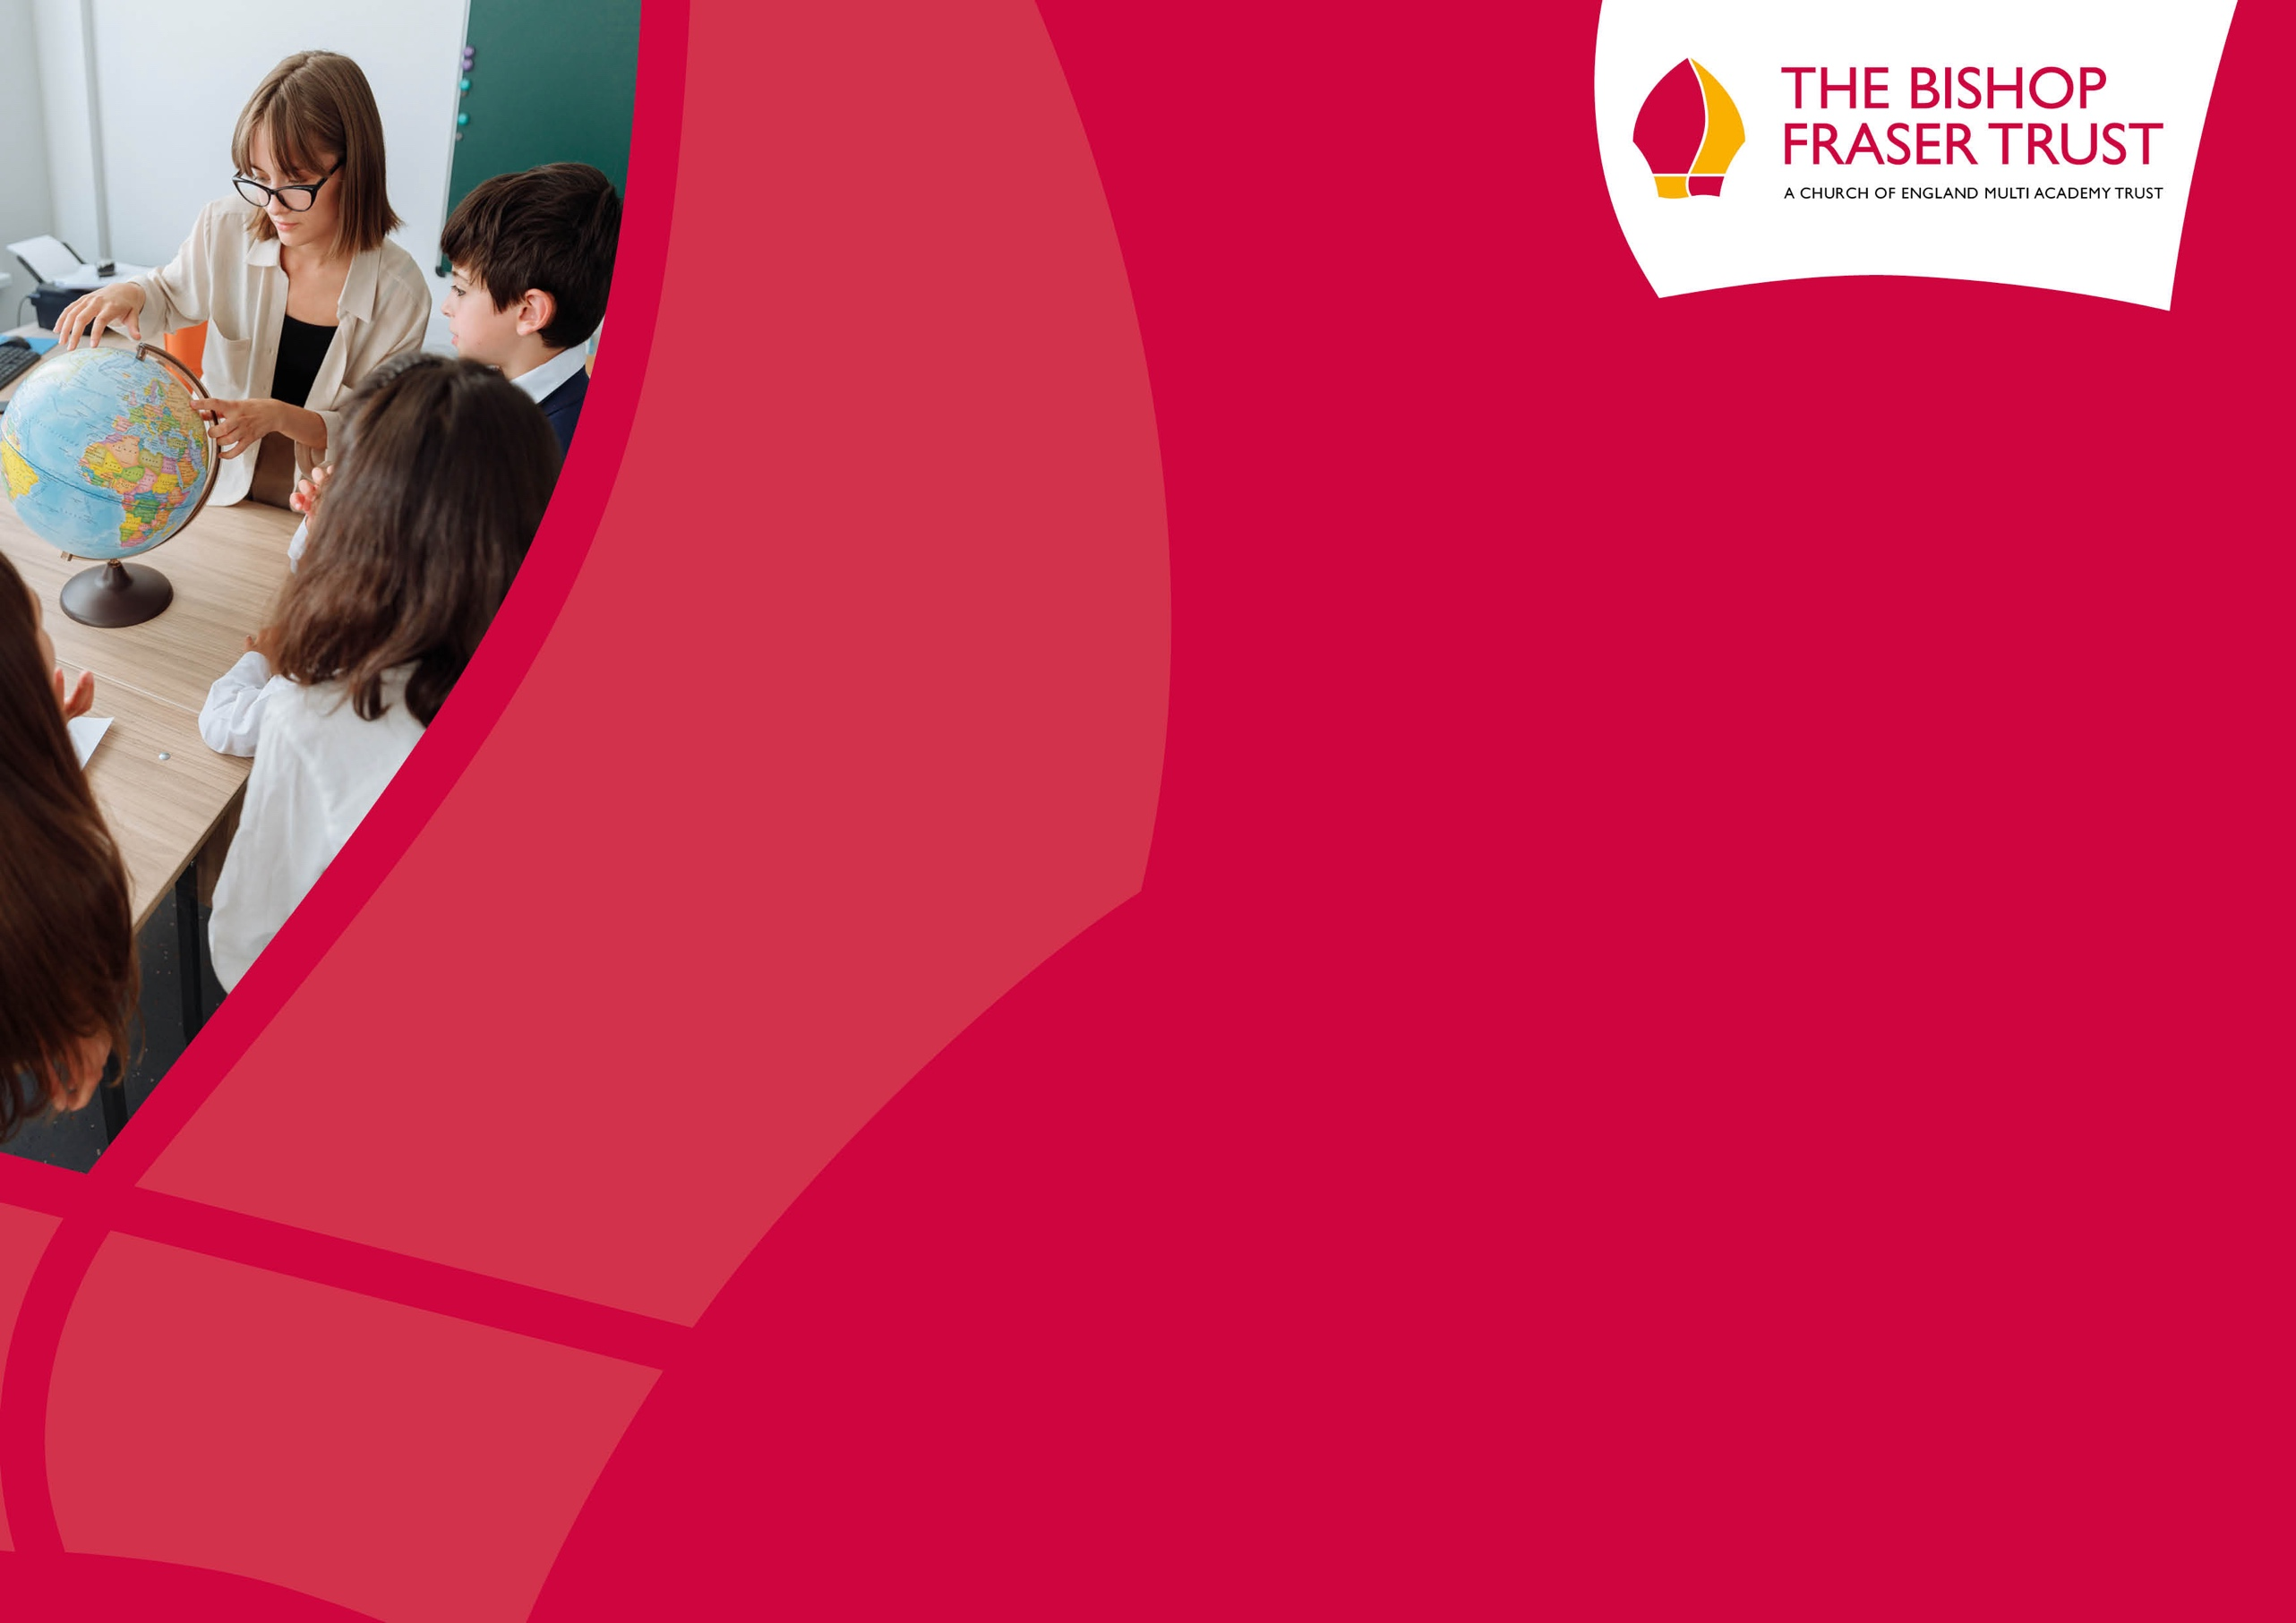 THE BISHOP
FRASER TRUST
A CHURCH OF ENGLAND MULTI ACADEMY TRUST